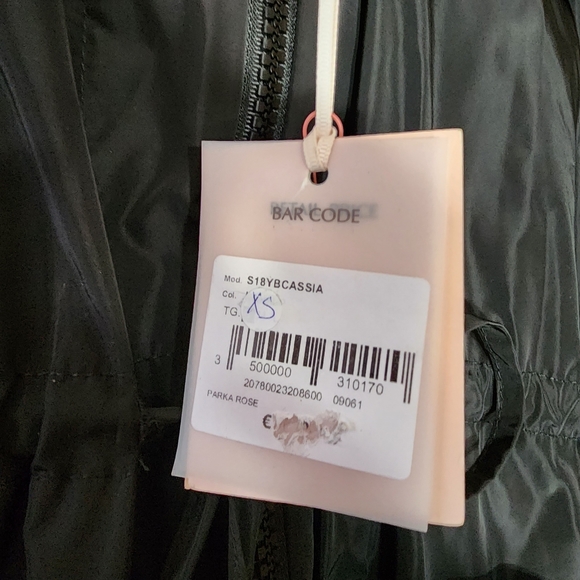 BAR CODE
Mod. S18YBCASSIA
Col.
TG. XS
3 500000 310170
20780023208600 09061
PARKA ROSE
€